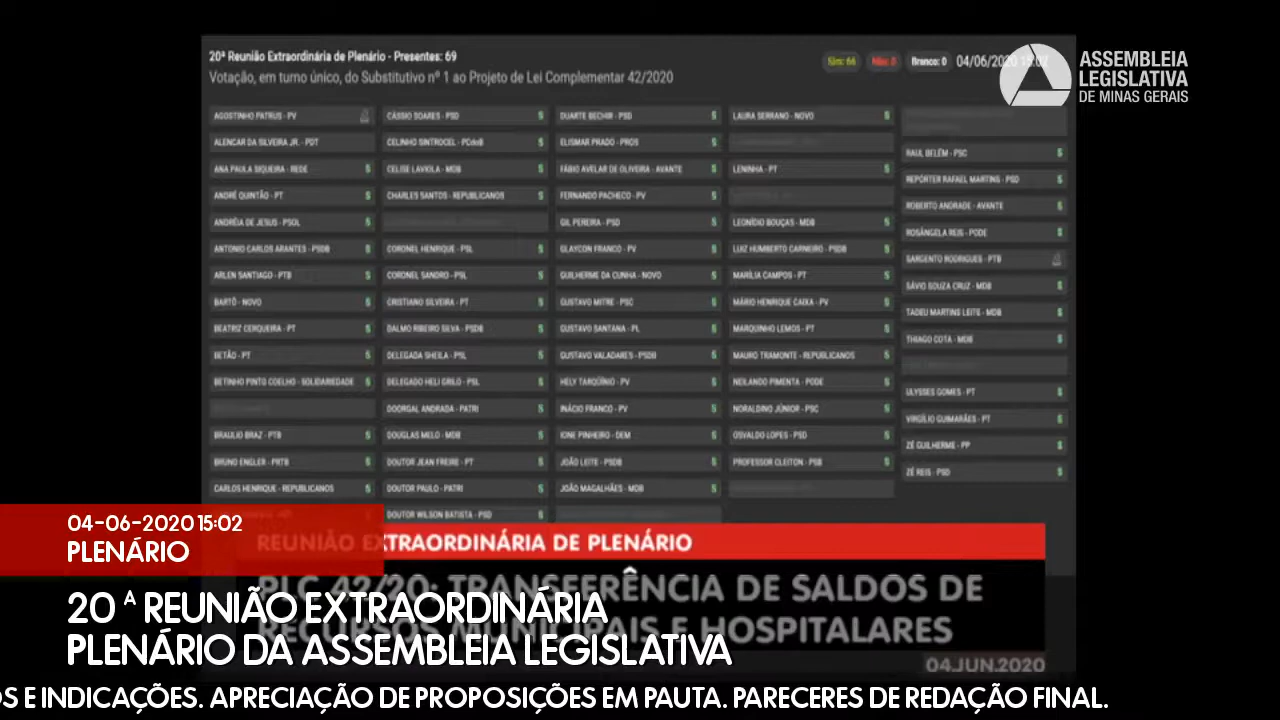 20ª Reunião Extraordinária de Plenário - Presentes: 69
Votação, em turno único, do Substitutivo nº 1 ao Projeto de Lei Complementar 42/2020
Sim: 66 Não: 0 Branco: 0 04/06/2020 15:02
ASSEMBLEIA
LEGISLATIVA
DE MINAS GERAIS
AGOSTINHO PATRUS - PV
ALENCAR DA SILVEIRA JR. - PDT
ANA PAULA SIQUEIRA - REDE S
ANDRÉ QUINTÃO - PT S
ANDRÉIA DE JESUS - PSOL S
ANTONIO CARLOS ARANTES - PSDB S
ARLEN SANTIAGO - PTB S
BARTÔ - NOVO S
BEATRIZ CERQUEIRA - PT S
BETÃO - PT S
BETINHO PINTO COELHO - SOLIDARIEDADE S
BRAULIO BRAZ - PTB S
BRUNO ENGLER - PRTB S
CARLOS HENRIQUE - REPUBLICANOS S
CÁSSIO SOARES - PSD S
CELINHO SINTROCEL - PCdoB S
CELISE LAVIOLA - MDB S
CHARLES SANTOS - REPUBLICANOS S
CORONEL HENRIQUE - PSL S
CORONEL SANDRO - PSL S
CRISTIANO SILVEIRA - PT S
DALMO RIBEIRO SILVA - PSDB S
DELEGADA SHEILA - PSL S
DELEGADO HELI GRILO - PSL S
DOORGAL ANDRADA - PATRI S
DOUGLAS MELO - MDB S
DOUTOR JEAN FREIRE - PT S
DOUTOR PAULO - PATRI S
DOUTOR WILSON BATISTA - PSD S
DUARTE BECHIR - PSD S
ELISMAR PRADO - PROS S
FÁBIO AVELAR DE OLIVEIRA - AVANTE S
FERNANDO PACHECO - PV S
GIL PEREIRA - PSD S
GLAYCON FRANCO - PV S
GUILHERME DA CUNHA - NOVO S
GUSTAVO MITRE - PSC S
GUSTAVO SANTANA - PL S
GUSTAVO VALADARES - PSDB S
HELY TARQÜÍNIO - PV S
INÁCIO FRANCO - PV S
IONE PINHEIRO - DEM S
JOÃO LEITE - PSDB S
JOÃO MAGALHÃES - MDB S
LAURA SERRANO - NOVO S
LENINHA - PT S
LEONÍDIO BOUÇAS - MDB S
LUIZ HUMBERTO CARNEIRO - PSDB S
MARÍLIA CAMPOS - PT S
MÁRIO HENRIQUE CAIXA - PV S
MARQUINHO LEMOS - PT S
MAURO TRAMONTE - REPUBLICANOS S
NEILANDO PIMENTA - PODE S
NORALDINO JÚNIOR - PSC S
OSVALDO LOPES - PSD S
PROFESSOR CLEITON - PSB S
RAUL BELÉM - PSC S
REPÓRTER RAFAEL MARTINS - PSD S
ROBERTO ANDRADE - AVANTE S
ROSÂNGELA REIS - PODE S
SARGENTO RODRIGUES - PTB
SÁVIO SOUZA CRUZ - MDB S
TADEU MARTINS LEITE - MDB S
THIAGO COTA - MDB S
ULYSSES GOMES - PT S
VIRGÍLIO GUIMARÃES - PT S
ZÉ GUILHERME - PP S
ZÉ REIS - PSD S
REUNIÃO EXTRAORDINÁRIA DE PLENÁRIO
PLC 42/20: TRANSFERÊNCIA DE SALDOS DE
RECURSOS MUNICIPAIS E HOSPITALARES
04.JUN.2020
04-06-2020 15:02
PLENÁRIO
20 ª REUNIÃO EXTRAORDINÁRIA
PLENÁRIO DA ASSEMBLEIA LEGISLATIVA
OS E INDICAÇÕES. APRECIAÇÃO DE PROPOSIÇÕES EM PAUTA. PARECERES DE REDAÇÃO FINAL.